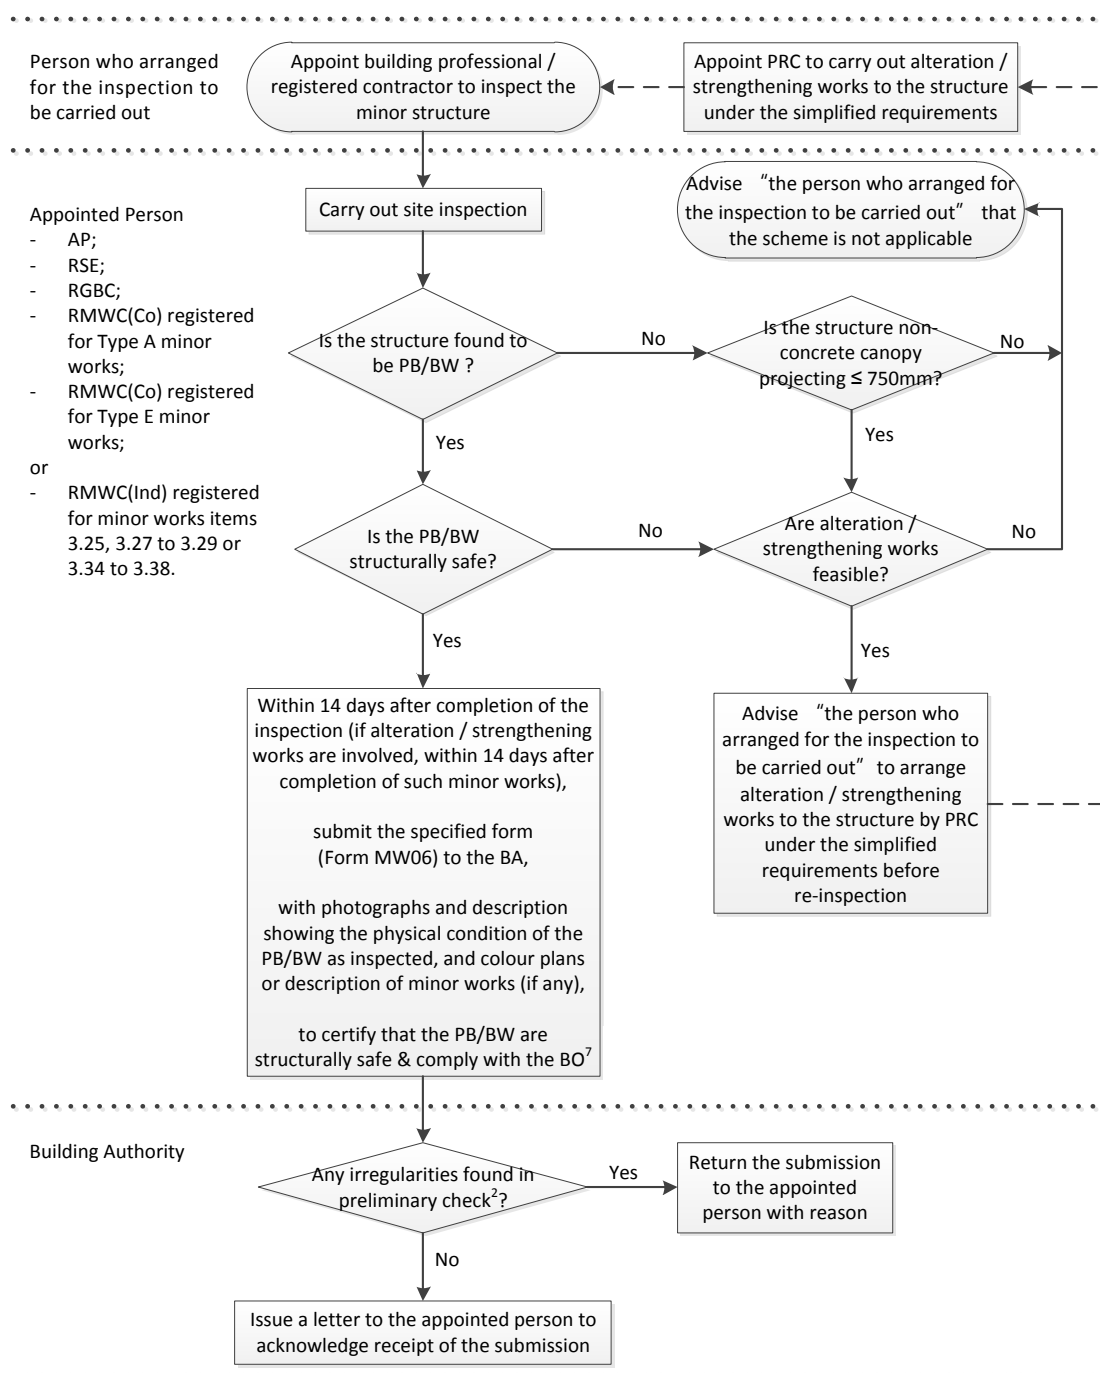 Person who arranged
for the inspection to
be carried out
Appoint building professional /
registered contractor to inspect the
minor structure
Appoint PRC to carry out alteration /
strengthening works to the structure
under the simplified requirements
Appointed Person
- AP;
- RSE;
- RGBC;
- RMWC(Co) registered
for Type A minor
works;
- RMWC(Co) registered
for Type E minor
works;
or
- RMWC(Ind) registered
for minor works items
3.25, 3.27 to 3.29 or
3.34 to 3.38.
Carry out site inspection
Advise “the person who arranged for
the inspection to be carried out” that
the scheme is not applicable
Is the structure found to
be PB/BW ?
No
Is the structure non-
concrete canopy
projecting ≤ 750mm?
No
Yes
Yes
Is the PB/BW
structurally safe?
No
Are alteration /
strengthening works
feasible?
No
Yes
Yes
Within 14 days after completion of the
inspection (if alteration / strengthening
works are involved, within 14 days after
completion of such minor works),
submit the specified form
(Form MW06) to the BA,
with photographs and description
showing the physical condition of the
PB/BW as inspected, and colour plans
or description of minor works (if any),
to certify that the PB/BW are
structurally safe & comply with the BO⁷
Advise “the person who
arranged for the inspection to
be carried out” to arrange
alteration / strengthening
works to the structure by PRC
under the simplified
requirements before
re-inspection
Building Authority
Any irregularities found in
preliminary check²?
Yes
Return the submission
to the appointed
person with reason
No
Issue a letter to the appointed person to
acknowledge receipt of the submission